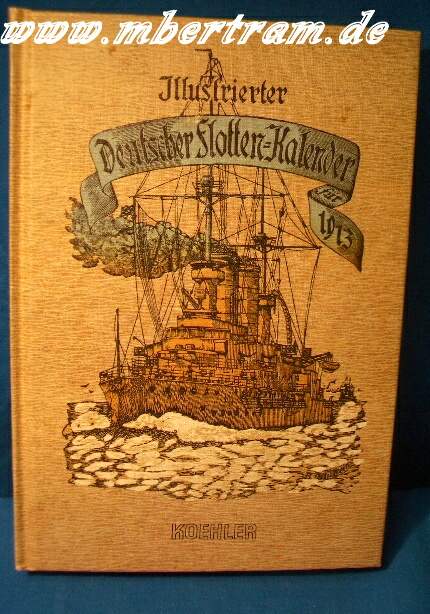 www.mbertram.de
Illustrierter
Deutscher Flotten=Kalender
für
1913
KOEHLER